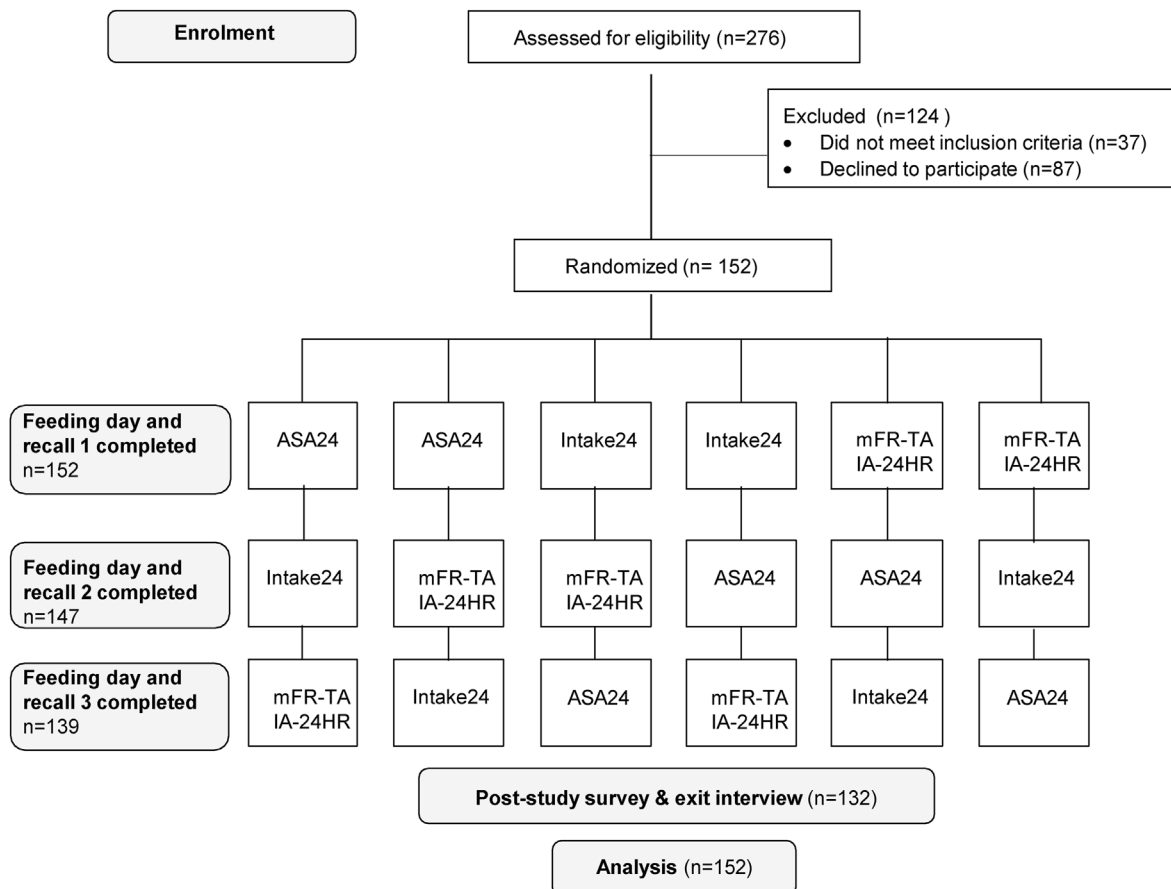 Enrolment
Assessed for eligibility (n=276)
Excluded (n=124 )
• Did not meet inclusion criteria (n=37)
• Declined to participate (n=87)
Randomized (n= 152)
Feeding day and
recall 1 completed
n=152
ASA24
ASA24
Intake24
Intake24
mFR-TA
IA-24HR
mFR-TA
IA-24HR
Feeding day and
recall 2 completed
n=147
Intake24
mFR-TA
IA-24HR
mFR-TA
IA-24HR
ASA24
ASA24
Intake24
Feeding day and
recall 3 completed
n=139
mFR-TA
IA-24HR
Intake24
ASA24
mFR-TA
IA-24HR
Intake24
ASA24
Post-study survey & exit interview (n=132)
Analysis (n=152)